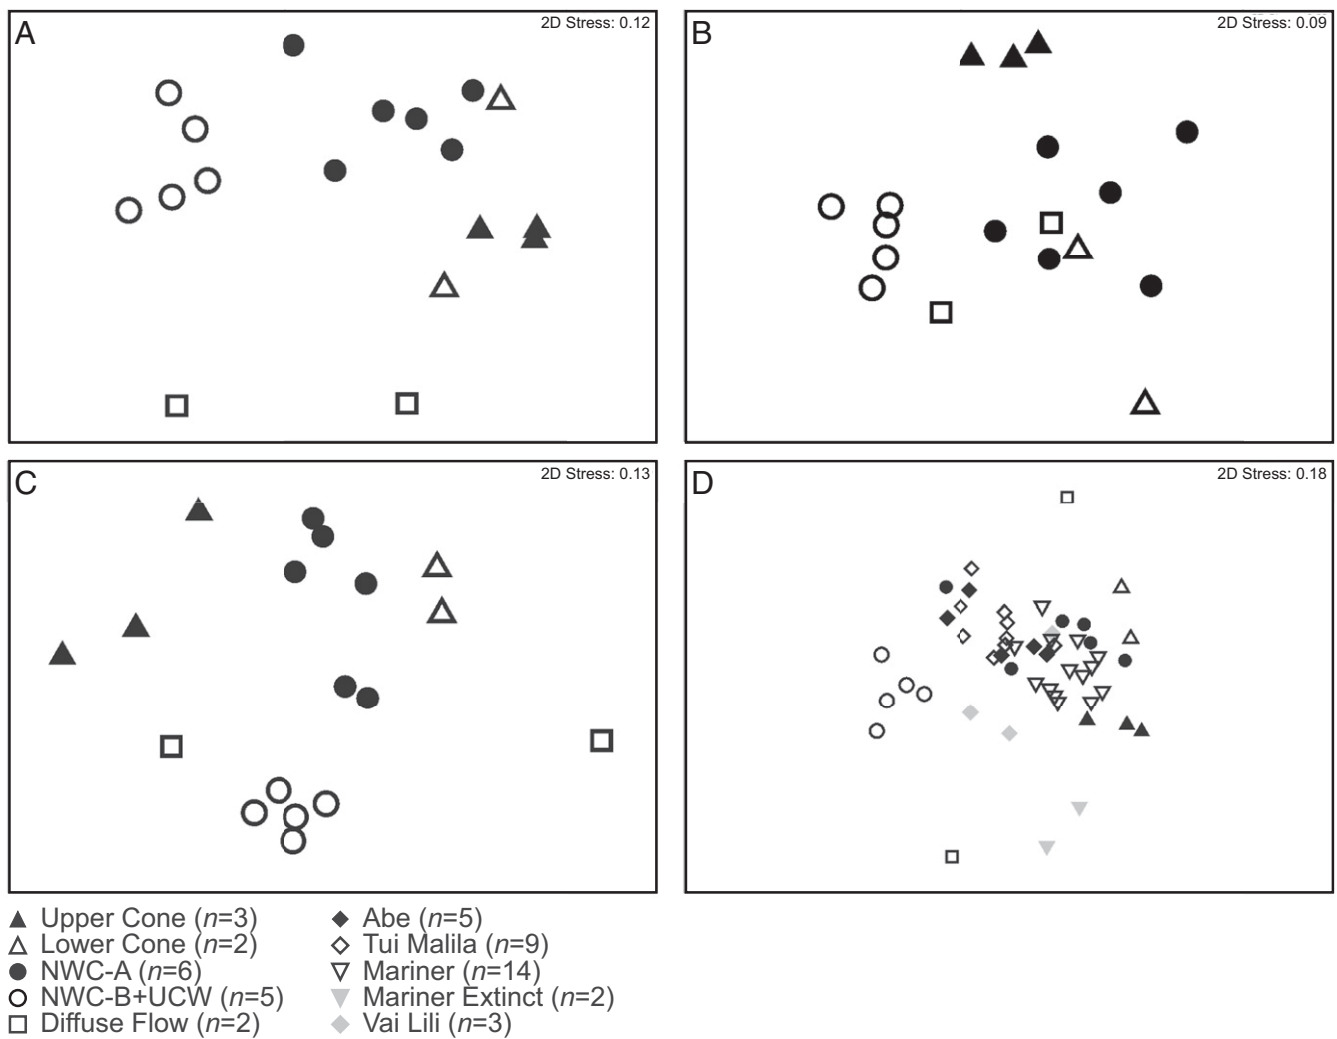 A
2D Stress: 0.12
B
2D Stress: 0.09
C
2D Stress: 0.13
D
2D Stress: 0.18
Upper Cone (n=3)
Lower Cone (n=2)
NWC-A (n=6)
NWC-B+UCW (n=5)
Diffuse Flow (n=2)
Abe (n=5)
Tui Malila (n=9)
Mariner (n=14)
Mariner Extinct (n=2)
Vai Lili (n=3)